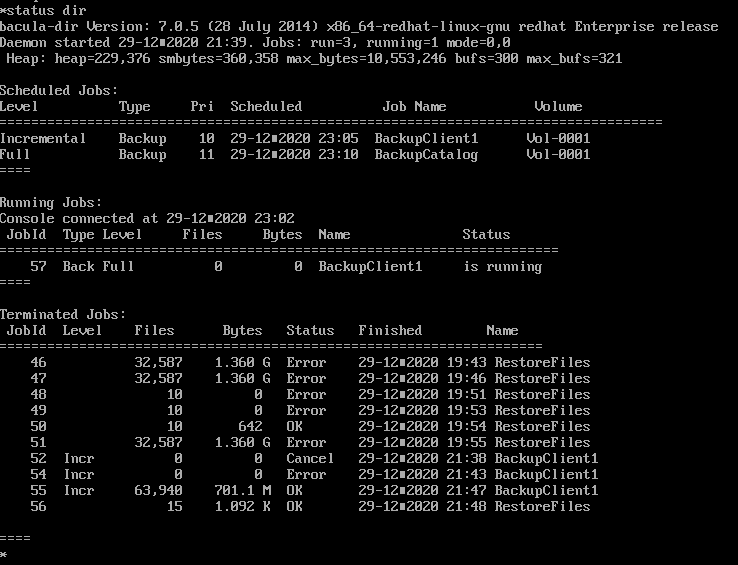 *status dir
bacula-dir Version: 7.0.5 (28 July 2014) x86_64-redhat-linux-gnu redhat Enterprise release
Daemon started 29-12■2020 21:39. Jobs: run=3, running=1 mode=0,0
 Heap: heap=229,376 smbytes=360,358 max_bytes=10,553,246 bufs=300 max_bufs=321

Scheduled Jobs:
Level          Type     Pri  Scheduled          Job Name           Volume
===================================================================================
Incremental    Backup    10  29-12■2020 23:05  BackupClient1      Vol-0001
Full           Backup    11  29-12■2020 23:10  BackupCatalog      Vol-0001
====

Running Jobs:
Console connected at 29-12■2020 23:02
 JobId  Type Level     Files     Bytes  Name              Status
======================================================================
    57  Back Full          0         0  BackupClient1     is running
====

Terminated Jobs:
 JobId  Level    Files      Bytes   Status   Finished        Name
====================================================================
    46           32,587    1.360 G  Error    29-12■2020 19:43 RestoreFiles
    47           32,587    1.360 G  Error    29-12■2020 19:46 RestoreFiles
    48               10         0   Error    29-12■2020 19:51 RestoreFiles
    49               10         0   Error    29-12■2020 19:53 RestoreFiles
    50               10       642   OK       29-12■2020 19:54 RestoreFiles
    51           32,587    1.360 G  Error    29-12■2020 19:55 RestoreFiles
    52  Incr          0         0   Cancel   29-12■2020 21:38 BackupClient1
    54  Incr          0         0   Error    29-12■2020 21:43 BackupClient1
    55  Incr     63,940    701.1 M  OK       29-12■2020 21:47 BackupClient1
    56               15    1.092 K  OK       29-12■2020 21:48 RestoreFiles

====
*